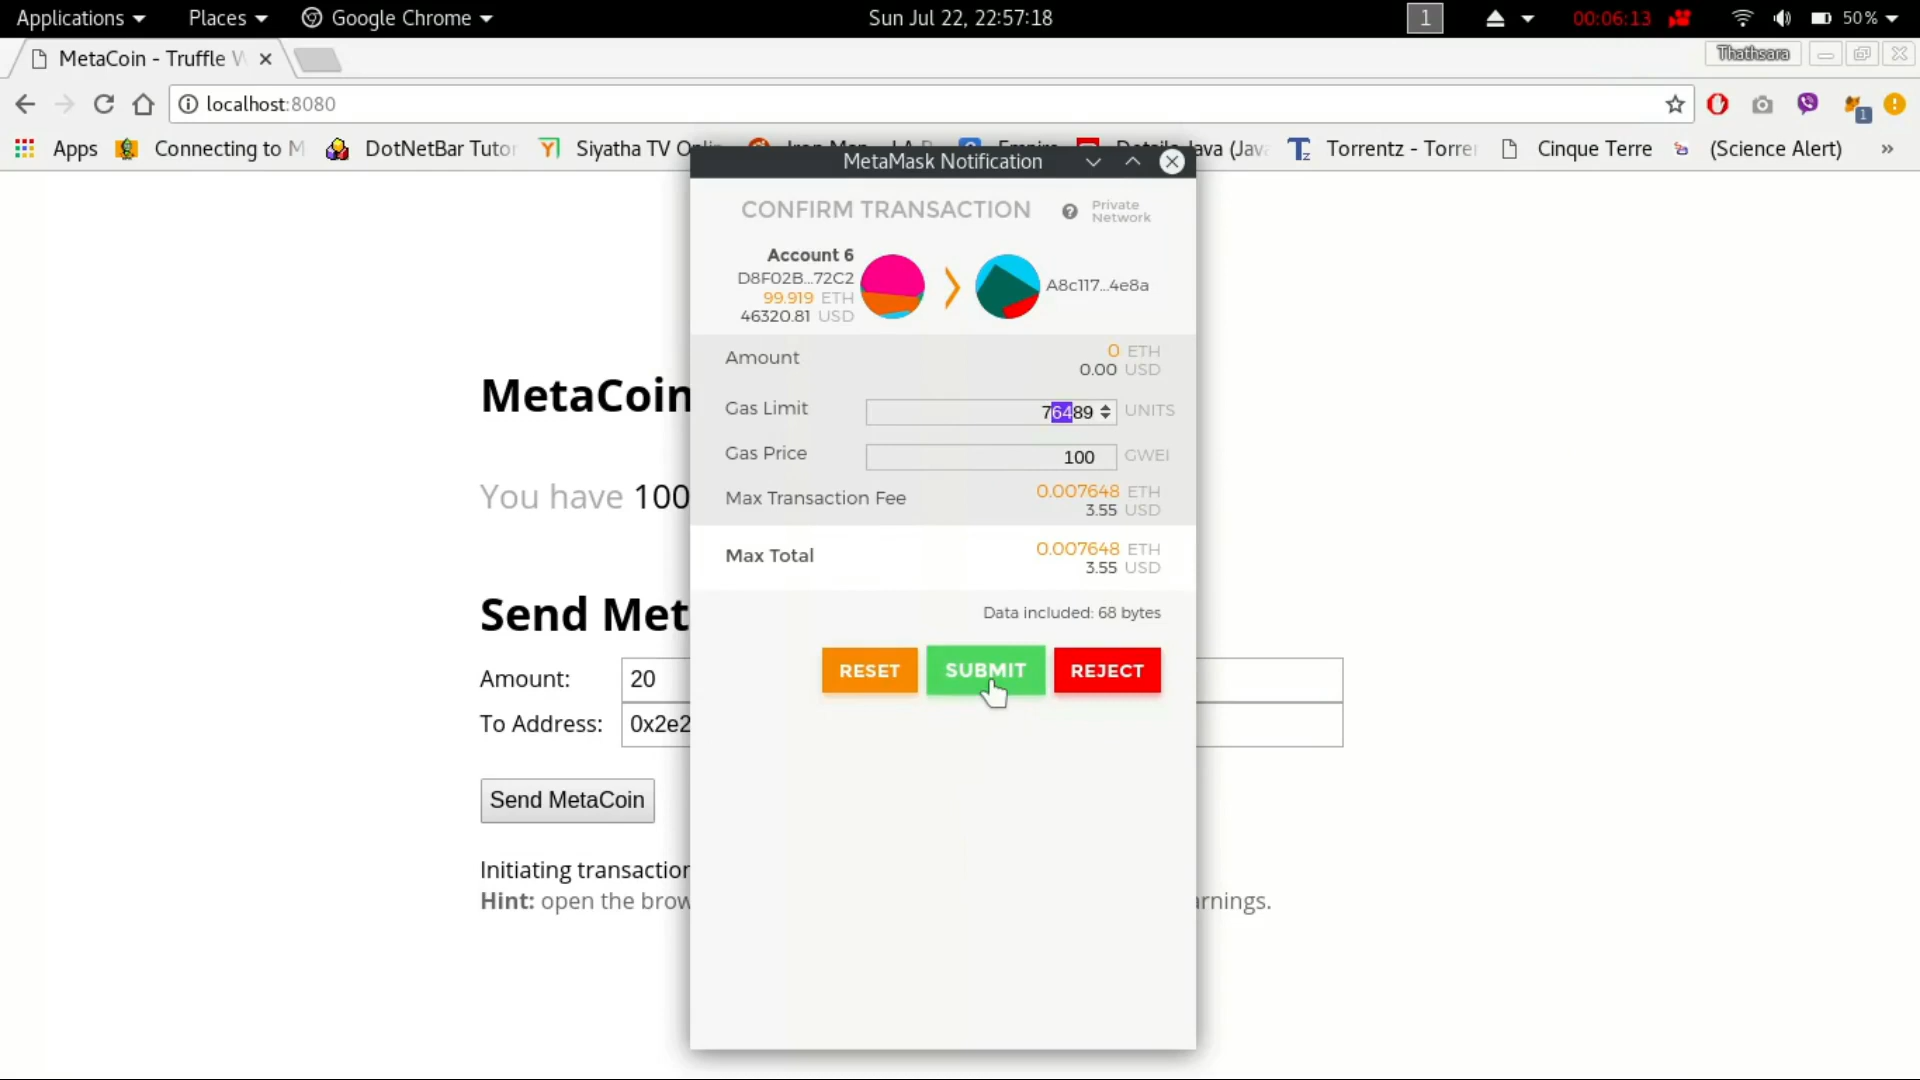 Applications Places Google Chrome Sun Jul 22, 22:57:18 1 00:06:13 50%
MetaCoin - Truffle W Thathsara
localhost:8080 1
Apps Connecting to M DotNetBar Tutor Siyatha TV Torrentz - Torre Cinque Terre (Science Alert) »
MetaMask Notification
CONFIRM TRANSACTION ? Private Network
Account 6
D8F02B...72C2
99.919 ETH
46320.81 USD
A8c117...4e8a
Amount 0 ETH
0.00 USD
Gas Limit 76489 UNITS
Gas Price 100 GWEI
Max Transaction Fee 0.007648 ETH
3.55 USD
Max Total 0.007648 ETH
3.55 USD
Data included: 68 bytes
RESET SUBMIT REJECT
MetaCoin
You have 100
Send Met
Amount: 20
To Address: 0x2e2
Send MetaCoin
Initiating transaction
Hint: open the brow arnings.